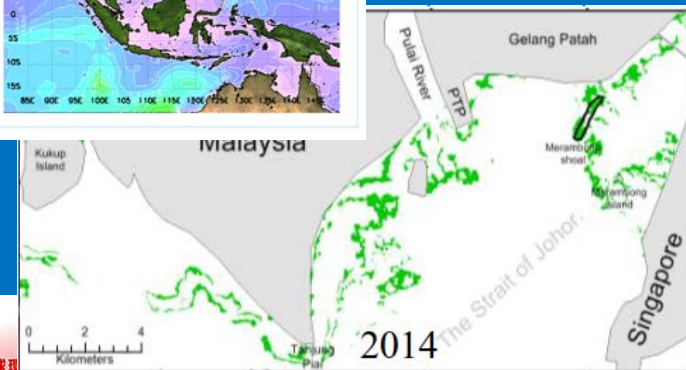 0
5S
10S
15S
85E 90E 95E 100E 105 110E 115E 120E 125E 130E 135E 140E
Gelang Patah
Pulai River
PTP
Malaysia
Kukup
Island
Merambong
shoal
Merambong
Island
The Strait of Johor.
Singapore
0 2 4
Kilometers
Tanjung
Piai
2014